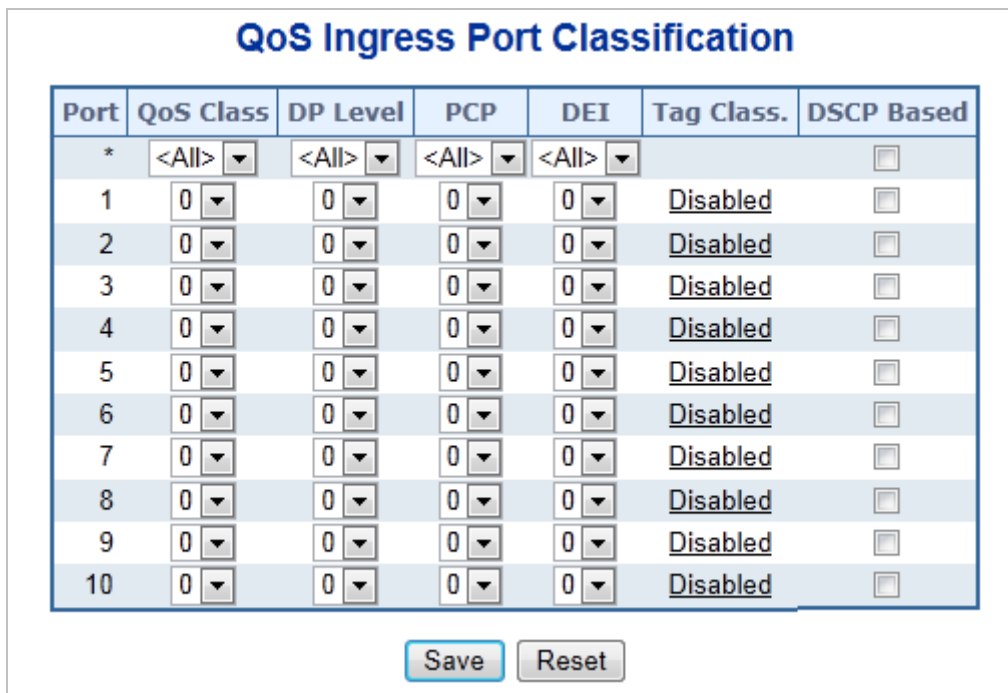 QoS Ingress Port Classification
Port QoS Class DP Level PCP DEI Tag Class. DSCP Based
* <All> <All> <All> <All>
1 0 0 0 0 Disabled
2 0 0 0 0 Disabled
3 0 0 0 0 Disabled
4 0 0 0 0 Disabled
5 0 0 0 0 Disabled
6 0 0 0 0 Disabled
7 0 0 0 0 Disabled
8 0 0 0 0 Disabled
9 0 0 0 0 Disabled
10 0 0 0 0 Disabled
Save Reset